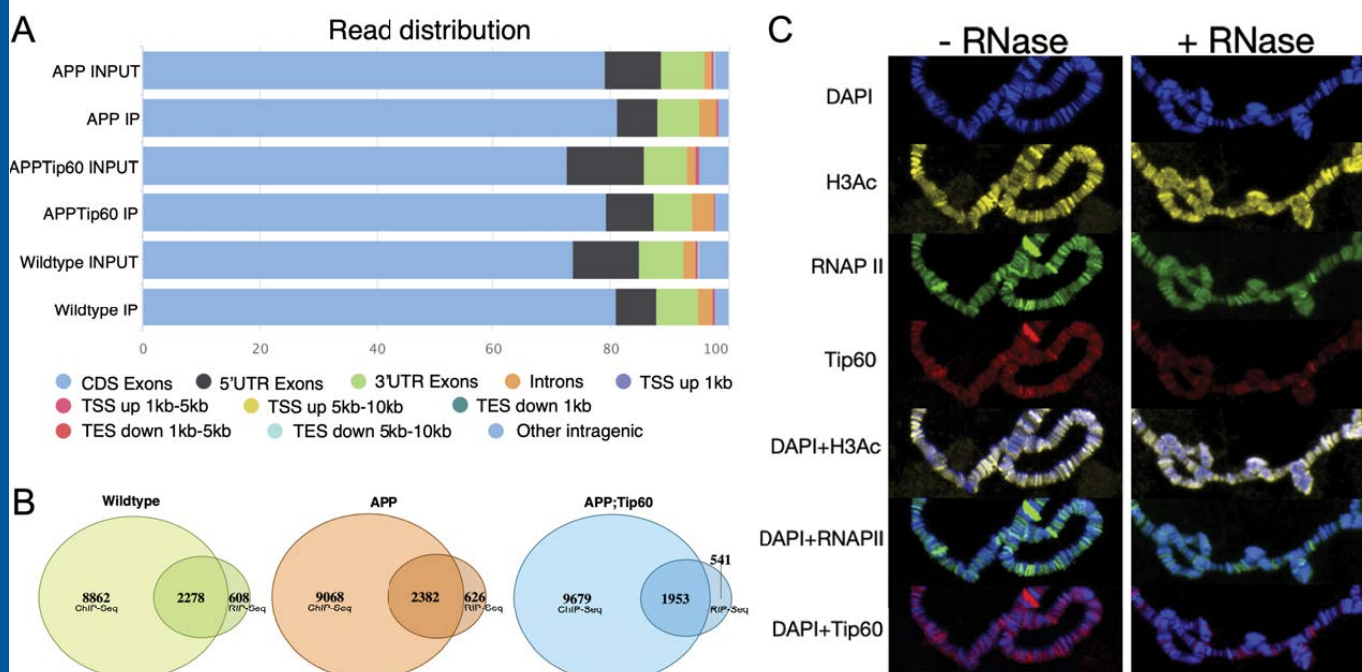 A
Read distribution
APP INPUT
APP IP
APPTip60 INPUT
APPTip60 IP
Wildtype INPUT
Wildtype IP
0 20 40 60 80 100
CDS Exons 5'UTR Exons 3'UTR Exons Introns TSS up 1kb
TSS up 1kb-5kb TSS up 5kb-10kb TES down 1kb
TES down 1kb-5kb TES down 5kb-10kb Other intragenic
B
Wildtype APP APP;Tip60
8862 2278 608
ChIP-Seq RIP-Seq
9068 2382 626
ChIP-Seq RIP-Seq
541
9679 1953
ChIP-Seq RIP-Seq
C
- RNase + RNase
DAPI
H3Ac
RNAP II
Tip60
DAPI+H3Ac
DAPI+RNAPII
DAPI+Tip60